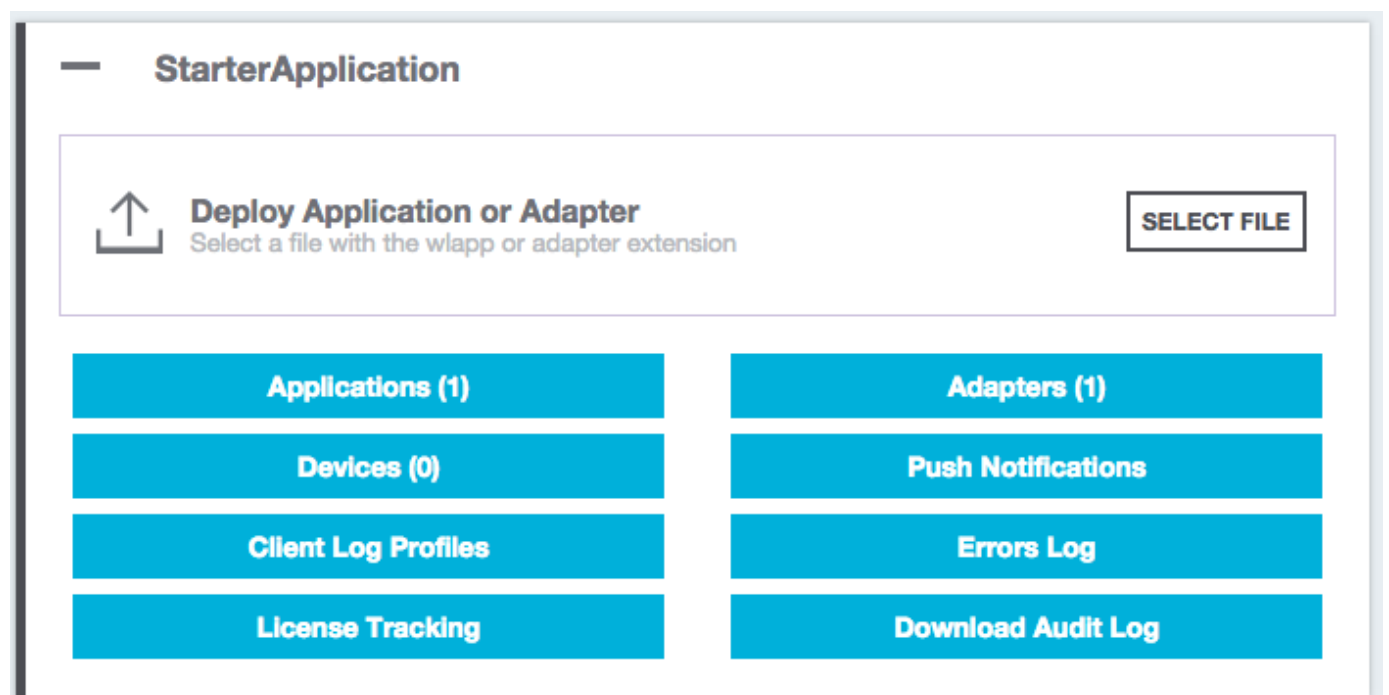 StarterApplication
Deploy Application or Adapter
Select a file with the wlapp or adapter extension
SELECT FILE
Applications (1)
Adapters (1)
Devices (0)
Push Notifications
Client Log Profiles
Errors Log
License Tracking
Download Audit Log